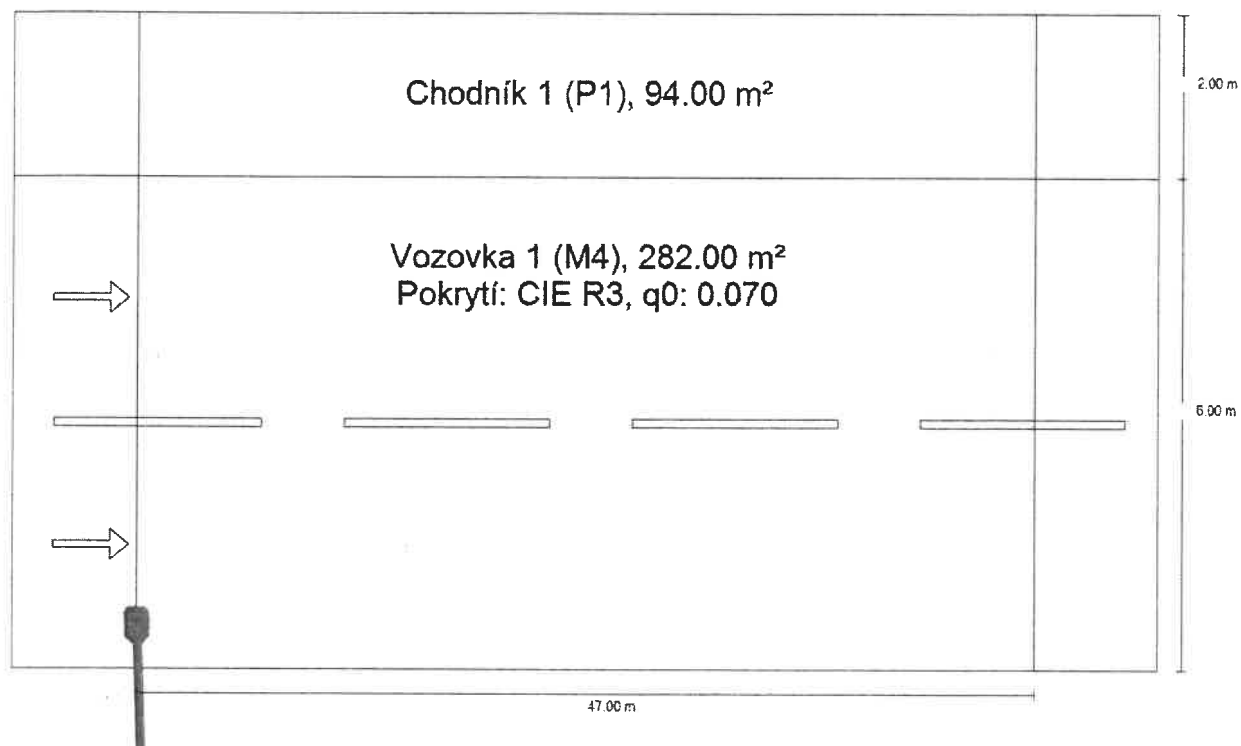 Chodník 1 (P1), 94.00 m²
2.00 m
Vozovka 1 (M4), 282.00 m²
Pokrytí: CIE R3, q0: 0.070
6.00 m
47.00 m